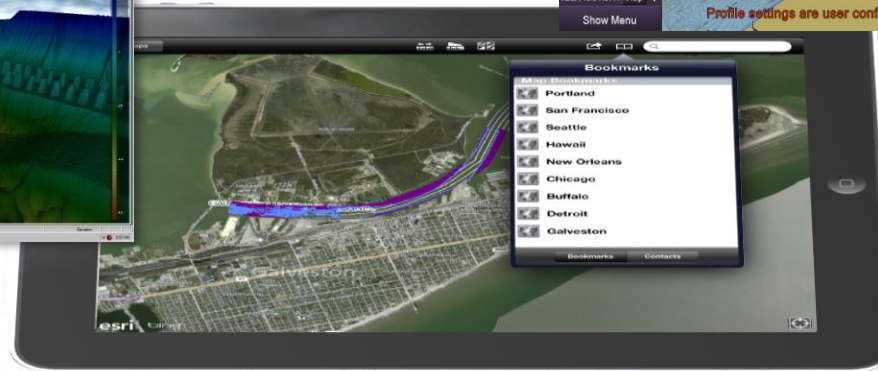 Show Menu
Profile settings are user conf
Bookmarks
Map Bookmarks
Portland
San Francisco
Seattle
Hawaii
New Orleans
Chicago
Buffalo
Detroit
Galveston
Bookmarks
Contacts
Galveston
esri
bing